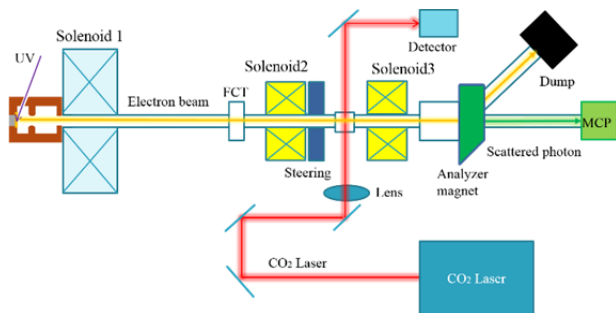 Solenoid 1
UV
Electron beam
FCT
Solenoid2
Steering
Detector
Solenoid3
Dump
MCP
Scattered photon
Analyzer
magnet
Lens
CO₂ Laser
CO₂ Laser